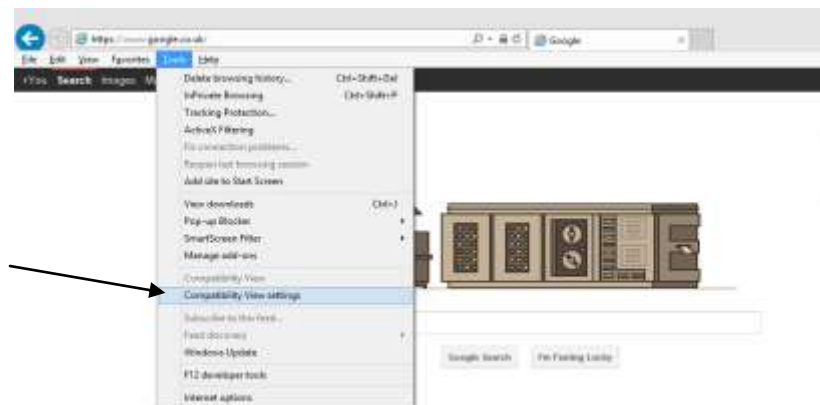 https://www.google.co.uk/
Google
File Edit View Favorites Tools Help
+You Search Images
Delete browsing history... Ctrl+Shift+Del
InPrivate Browsing Ctrl+Shift+P
Tracking Protection...
ActiveX Filtering
Fix connection problems...
Reopen last browsing session
Add site to Start Screen
View downloads Ctrl+J
Pop-up Blocker
SmartScreen Filter
Manage add-ons
Compatibility View
Compatibility View settings
Subscribe to this feed...
Feed discovery
Windows Update
F12 developer tools
Internet options
Google Search I'm Feeling Lucky